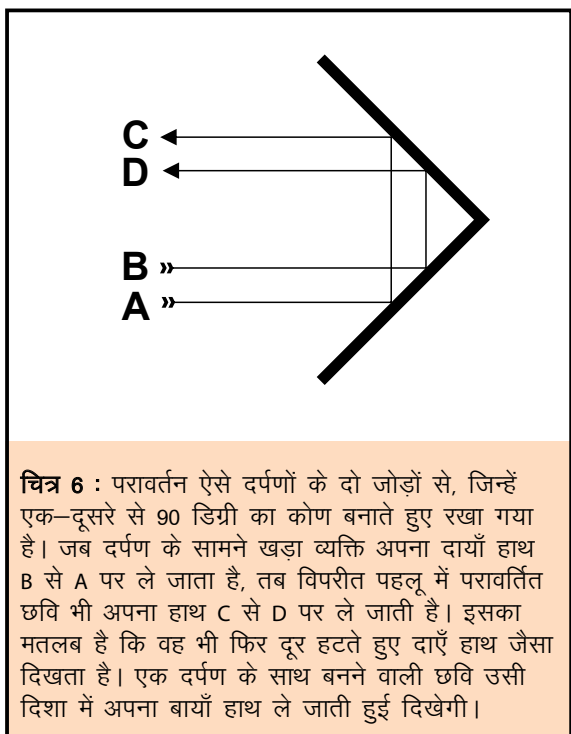 C
D
B »
A »
चित्र 6 : परावर्तन ऐसे दर्पणों के दो जोड़ों से, जिन्हें
एक–दूसरे से 90 डिग्री का कोण बनाते हुए रखा गया
है। जब दर्पण के सामने खड़ा व्यक्ति अपना दायाँ हाथ
B से A पर ले जाता है, तब विपरीत पहलू में परावर्तित
छवि भी अपना हाथ C से D पर ले जाती है। इसका
मतलब है कि वह भी फिर दूर हटते हुए दाएँ हाथ जैसा
दिखता है। एक दर्पण के साथ बनने वाली छवि उसी
दिशा में अपना बायाँ हाथ ले जाती हुई दिखेगी।